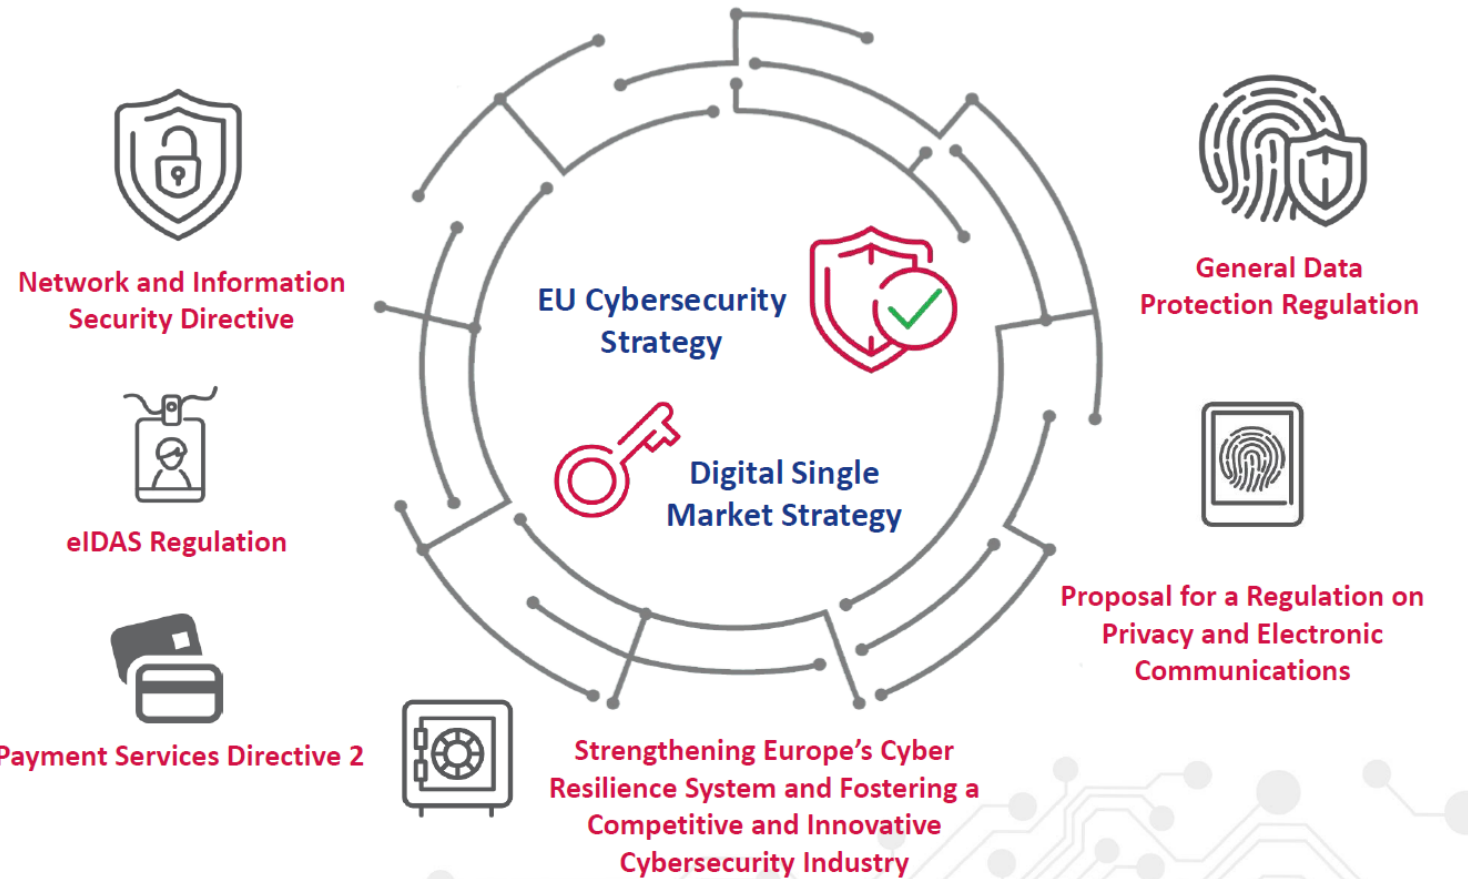 Network and Information
Security Directive
eIDAS Regulation
Payment Services Directive 2
EU Cybersecurity
Strategy
Digital Single
Market Strategy
Strengthening Europe’s Cyber
Resilience System and Fostering a
Competitive and Innovative
Cybersecurity Industry
General Data
Protection Regulation
Proposal for a Regulation on
Privacy and Electronic
Communications